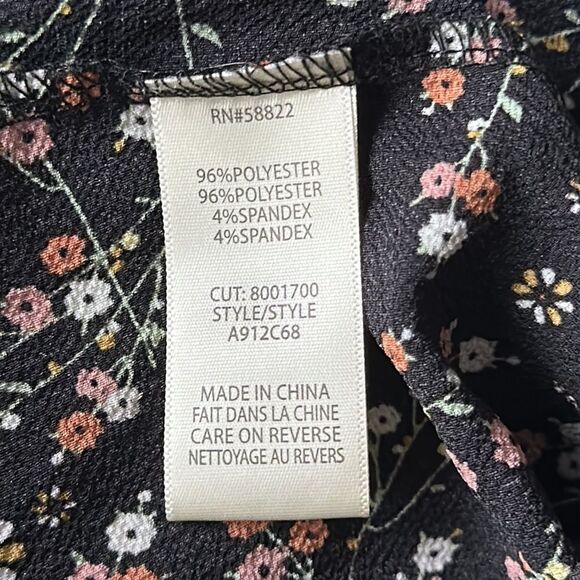 RN#58822
96%POLYESTER
96%POLYESTER
4%SPANDEX
4%SPANDEX
CUT: 8001700
STYLE/STYLE
A912C68
MADE IN CHINA
FAIT DANS LA CHINE
CARE ON REVERSE
NETTOYAGE AU REVERS